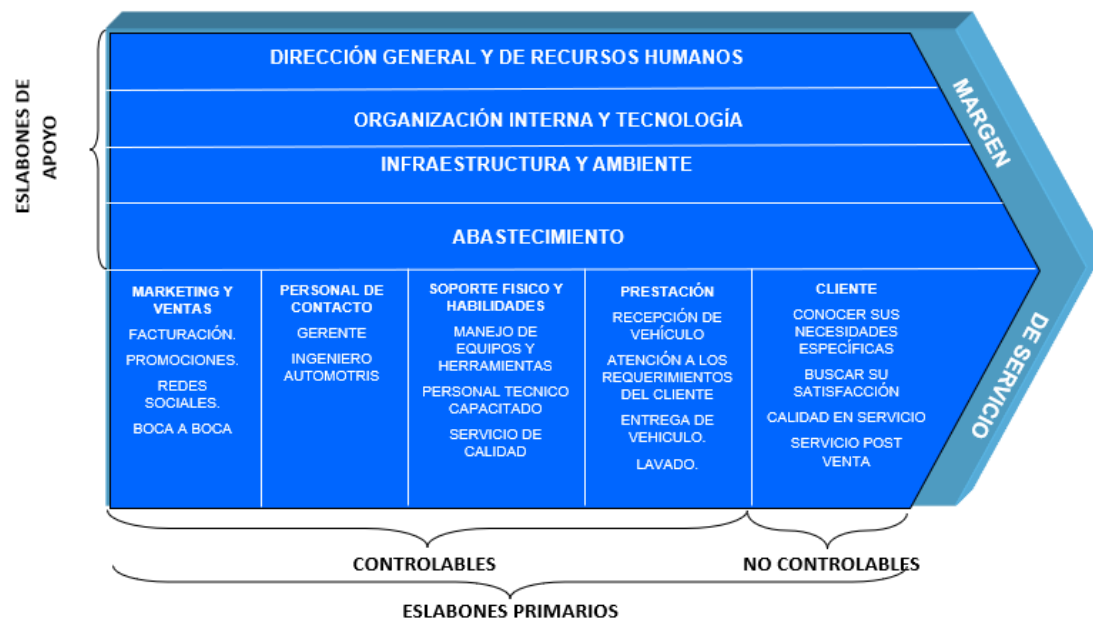 ESLABONES DE
APOYO
DIRECCIÓN GENERAL Y DE RECURSOS HUMANOS
ORGANIZACIÓN INTERNA Y TECNOLOGÍA
INFRAESTRUCTURA Y AMBIENTE
ABASTECIMIENTO
MARGEN
DE SERVICIO
MARKETING Y
VENTAS
FACTURACIÓN.
PROMOCIONES.
REDES
SOCIALES.
BOCA A BOCA
PERSONAL DE
CONTACTO
GERENTE
INGENIERO
AUTOMOTRIS
SOPORTE FISICO Y
HABILIDADES
MANEJO DE
EQUIPOS Y
HERRAMIENTAS
PERSONAL TECNICO
CAPACITADO
SERVICIO DE
CALIDAD
PRESTACIÓN
RECEPCIÓN DE
VEHÍCULO
ATENCIÓN A LOS
REQUERIMIENTOS
DEL CLIENTE
ENTREGA DE
VEHICULO.
LAVADO.
CLIENTE
CONOCER SUS
NECESIDADES
ESPECÍFICAS
BUSCAR SU
SATISFACCIÓN
CALIDAD EN SERVICIO
SERVICIO POST
VENTA
CONTROLABLES
NO CONTROLABLES
ESLABONES PRIMARIOS